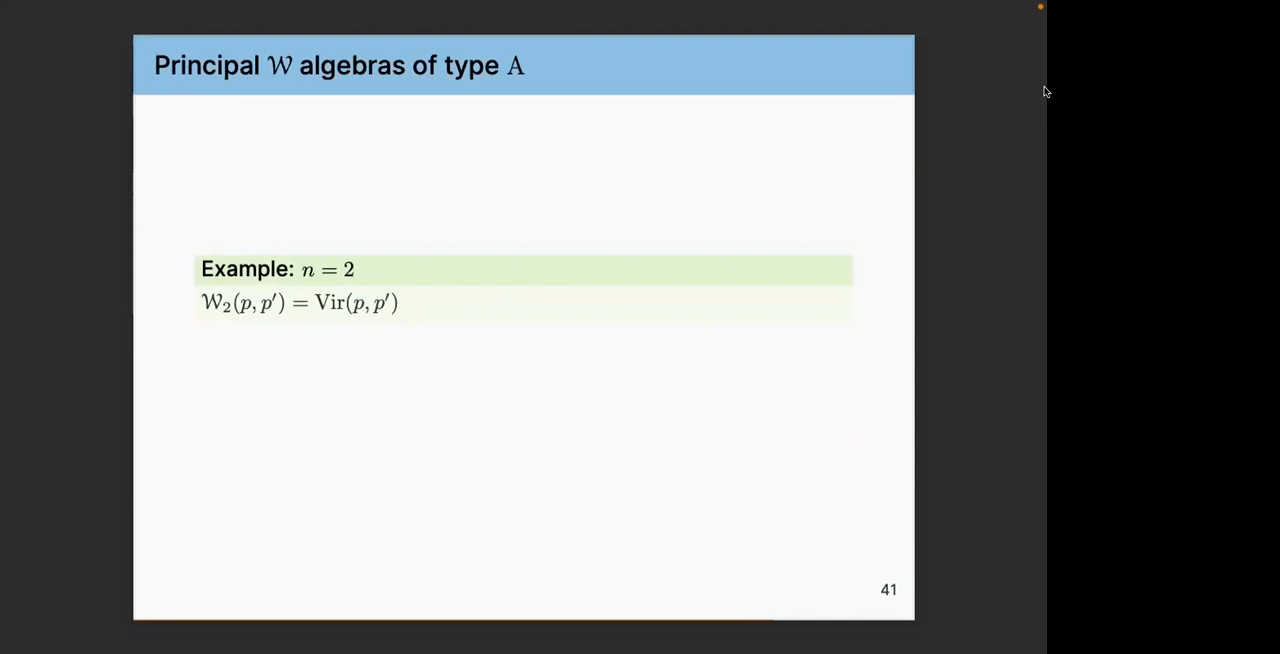 Principal 𝒲 algebras of type A
Example: n = 2
𝒲₂(p, p′) = Vir(p, p′)
41